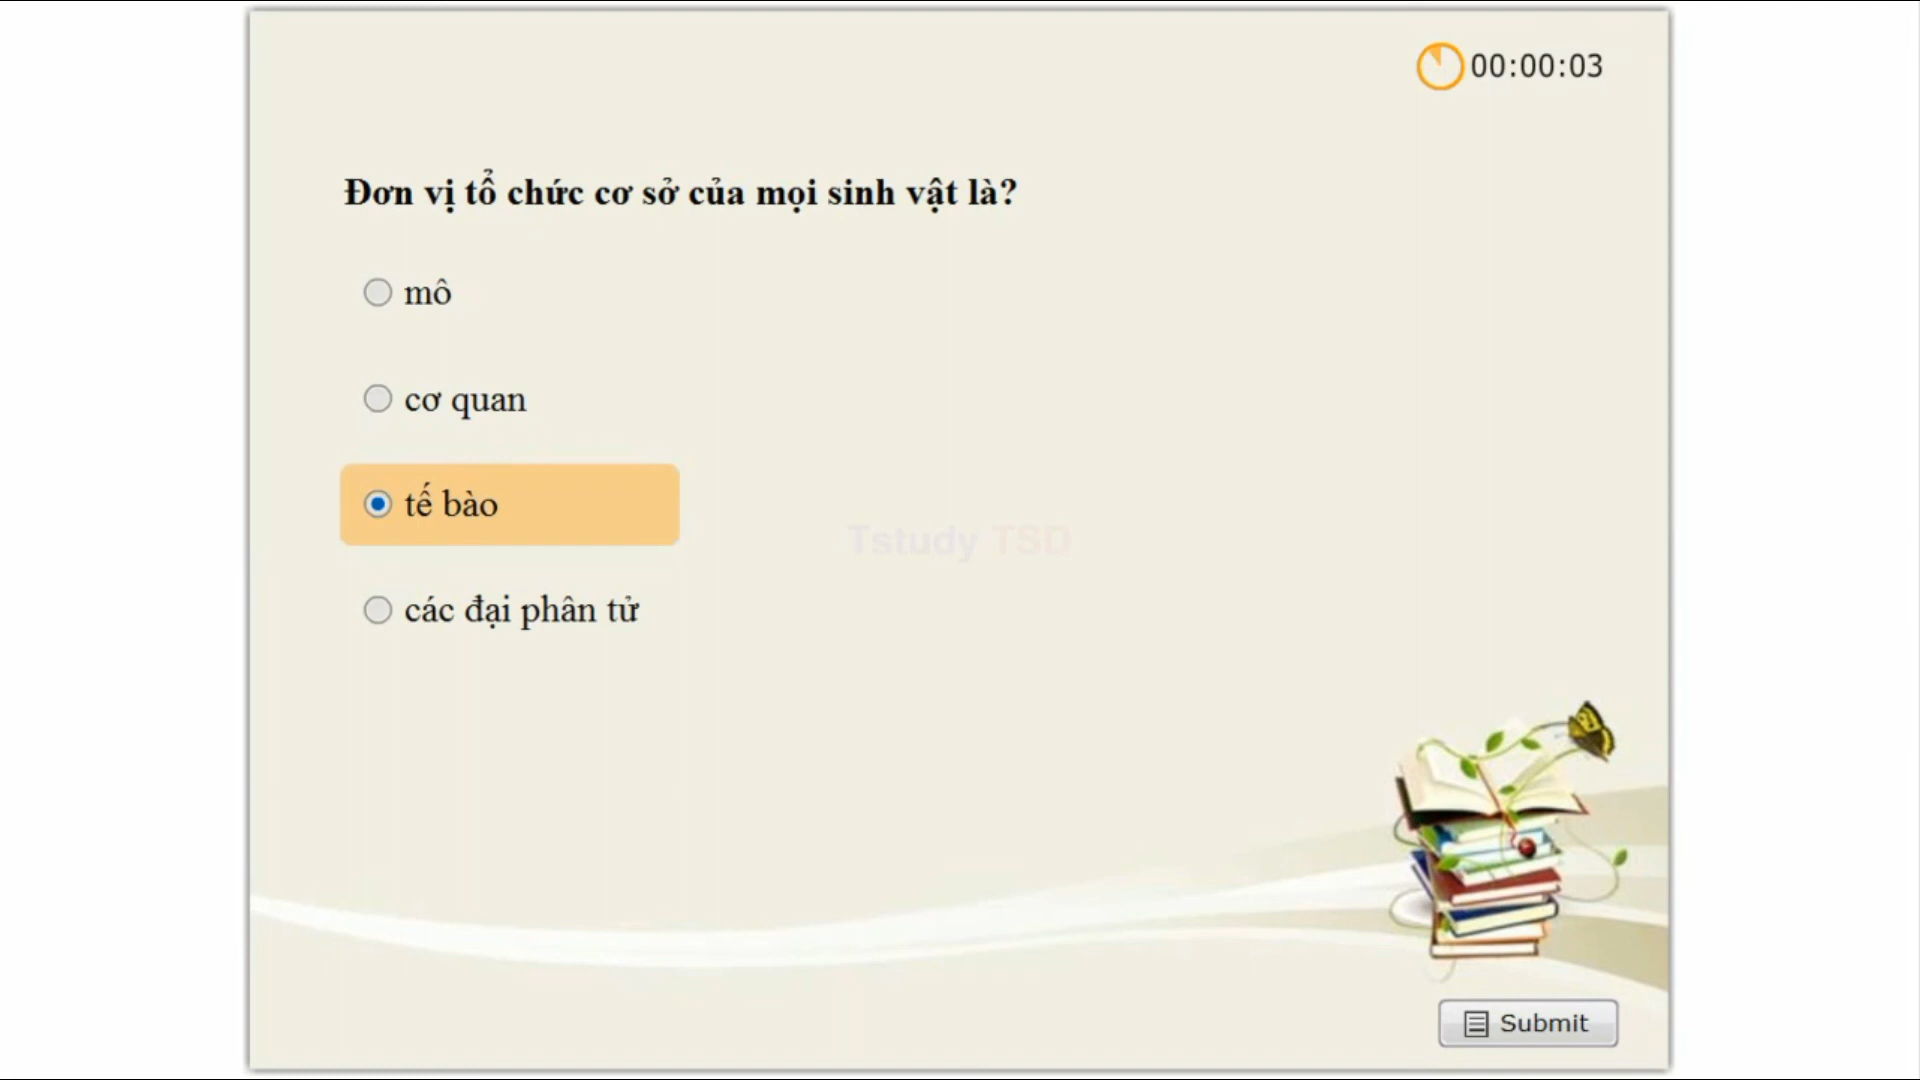 00:00:03
Đơn vị tổ chức cơ sở của mọi sinh vật là?
mô
cơ quan
tế bào
Tstudy TSD
các đại phân tử
Submit